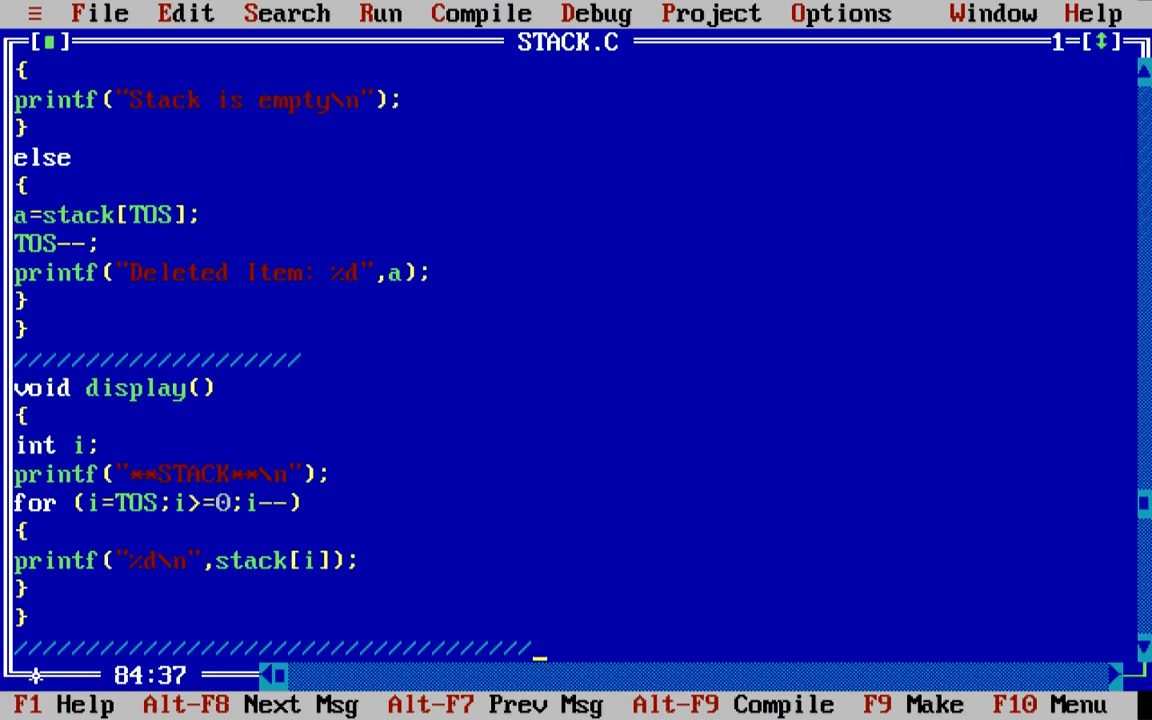 ≡ File Edit Search Run Compile Debug Project Options Window Help
[■] STACK.C 1=[↕]
{
printf("Stack is empty\n");
}
else
{
a=stack[TOS];
TOS--;
printf("Deleted Item: %d",a);
}
}
////////////////////
void display()
{
int i;
printf("**STACK**\n");
for (i=TOS;i>=0;i--)
{
printf("%d\n",stack[i]);
}
}
////////////////////////////////////
84:37
F1 Help Alt-F8 Next Msg Alt-F7 Prev Msg Alt-F9 Compile F9 Make F10 Menu